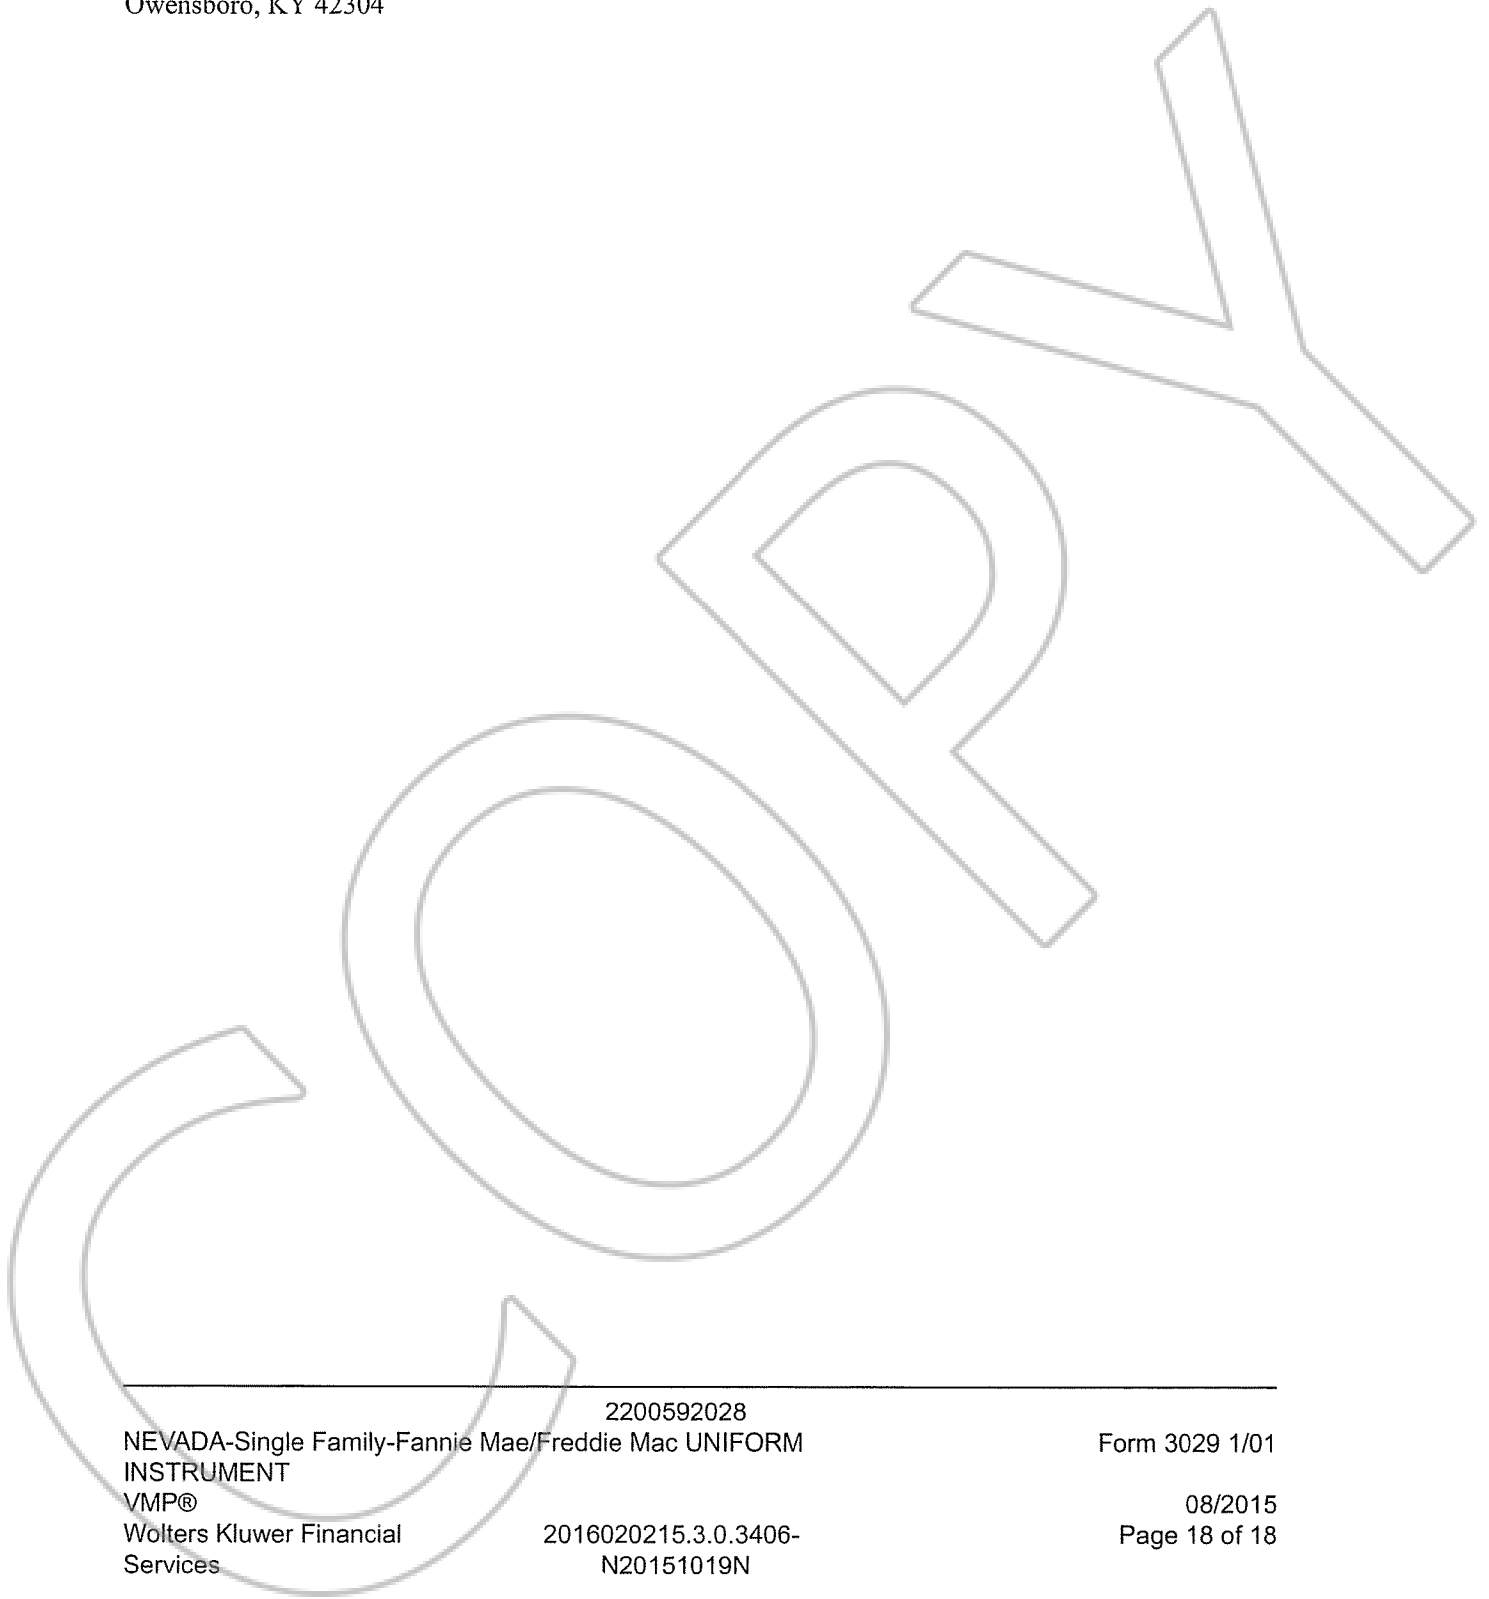 Owensboro, KY 42304
COPY
2200592028
NEVADA-Single Family-Fannie Mae/Freddie Mac UNIFORM
INSTRUMENT
Form 3029 1/01
VMP®
08/2015
Wolters Kluwer Financial
Services
2016020215.3.0.3406-
N20151019N
Page 18 of 18